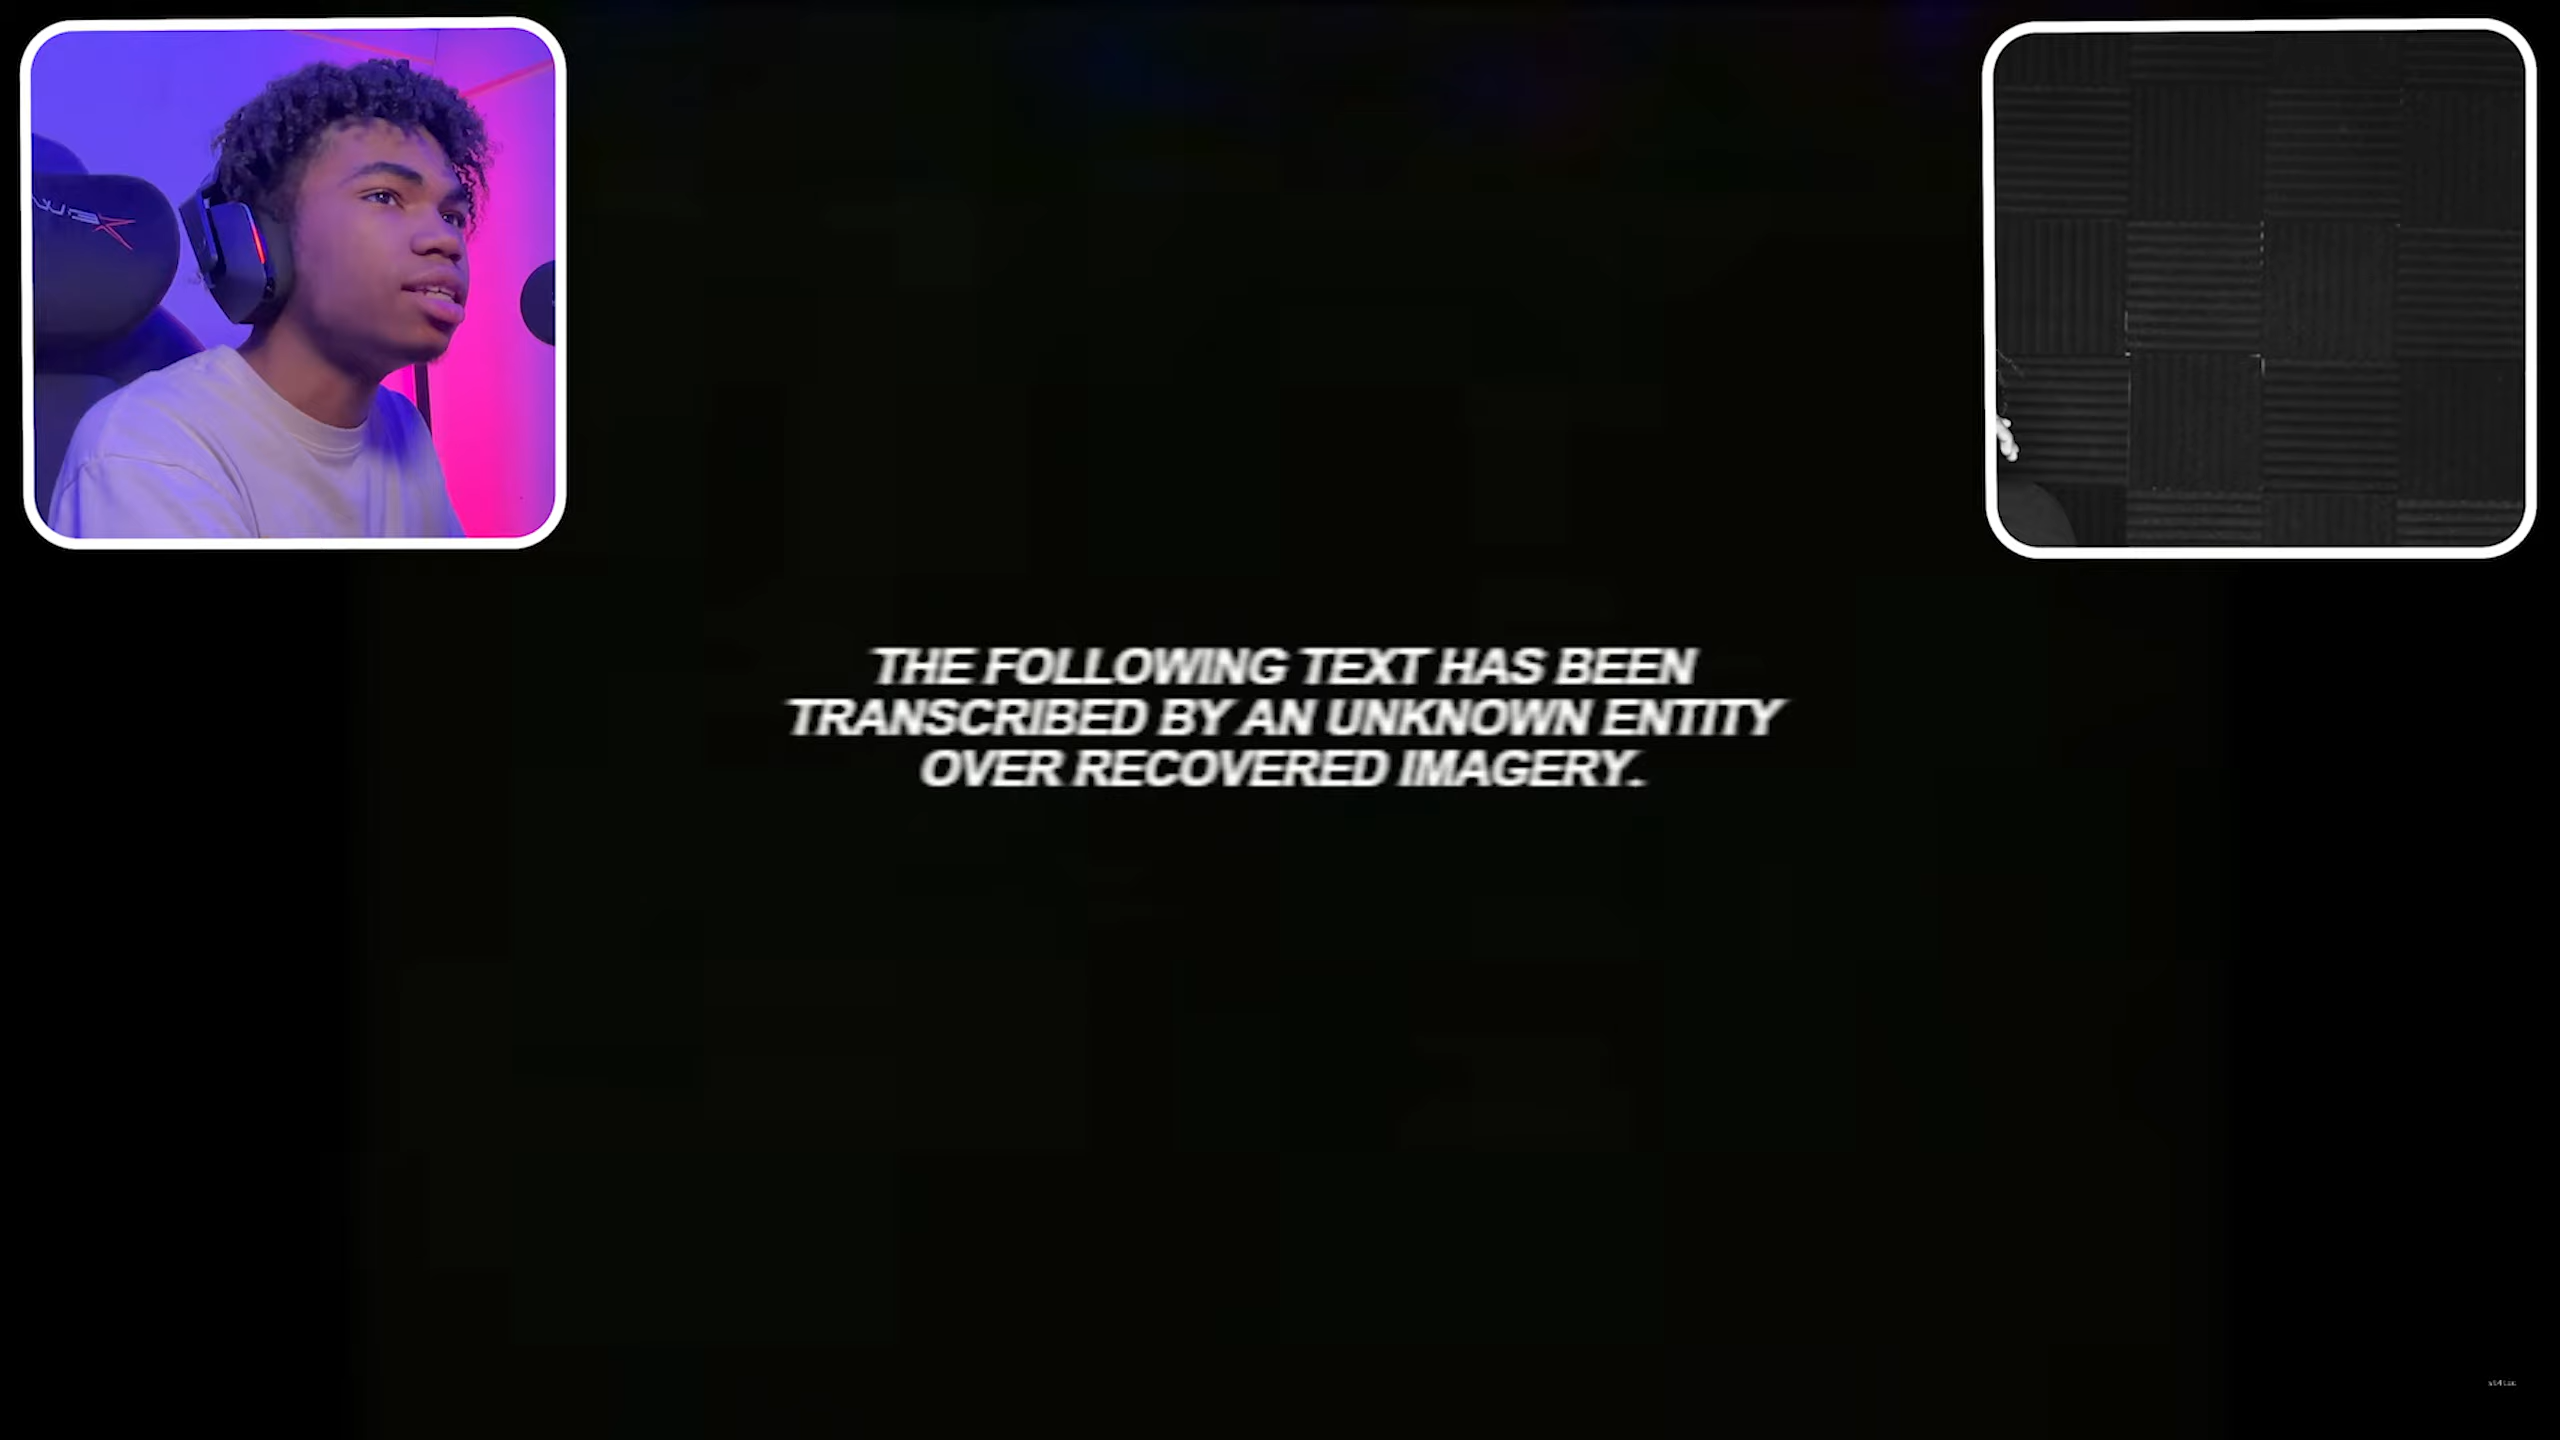 THE FOLLOWING TEXT HAS BEEN
TRANSCRIBED BY AN UNKNOWN ENTITY
OVER RECOVERED IMAGERY.